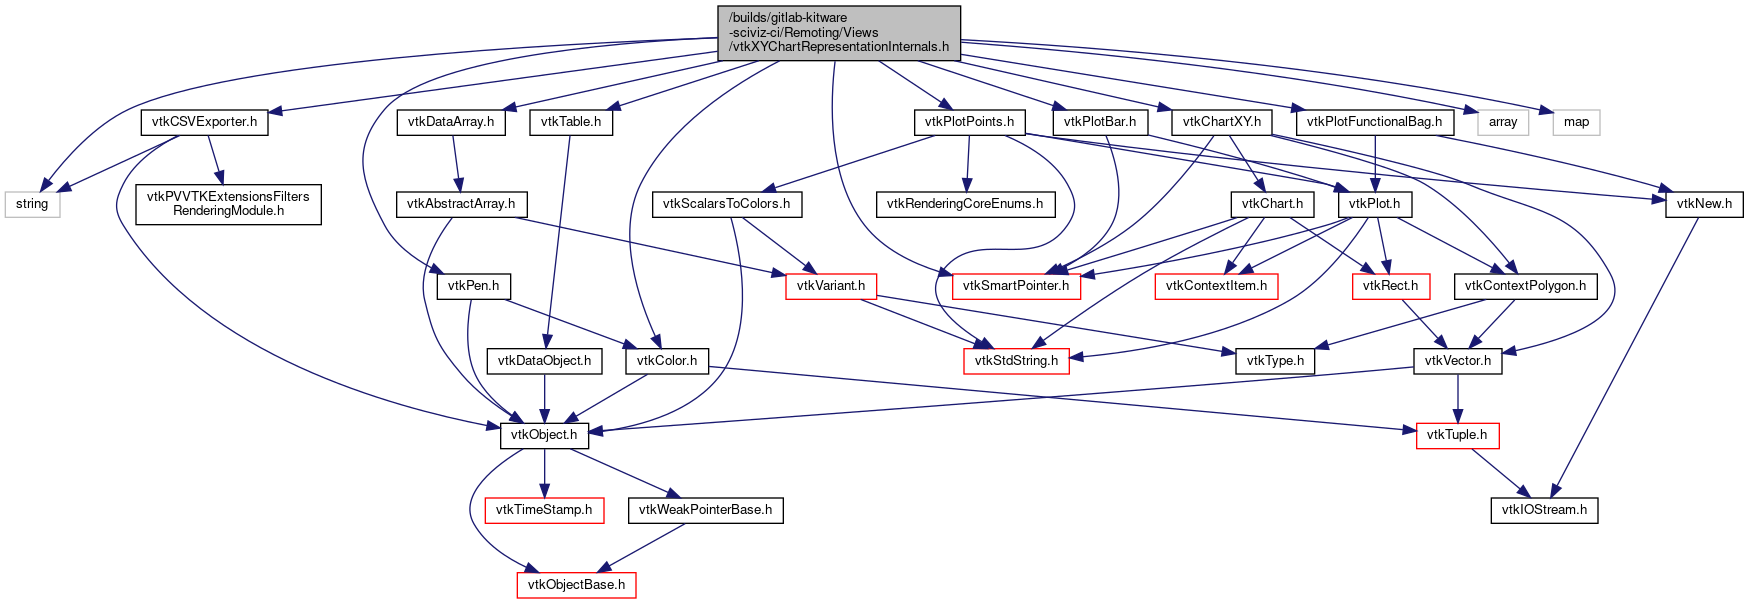 /builds/gitlab-kitware
-sciviz-ci/Remoting/Views
/vtkXYChartRepresentationInternals.h
vtkCSVExporter.h
vtkDataArray.h
vtkTable.h
vtkPlotPoints.h
vtkPlotBar.h
vtkChartXY.h
vtkPlotFunctionalBag.h
array
map
string
vtkPVVTKExtensionsFilters
RenderingModule.h
vtkAbstractArray.h
vtkScalarsToColors.h
vtkRenderingCoreEnums.h
vtkChart.h
vtkPlot.h
vtkNew.h
vtkPen.h
vtkVariant.h
vtkSmartPointer.h
vtkContextItem.h
vtkRect.h
vtkContextPolygon.h
vtkDataObject.h
vtkColor.h
vtkStdString.h
vtkType.h
vtkVector.h
vtkObject.h
vtkTuple.h
vtkTimeStamp.h
vtkWeakPointerBase.h
vtkIOStream.h
vtkObjectBase.h